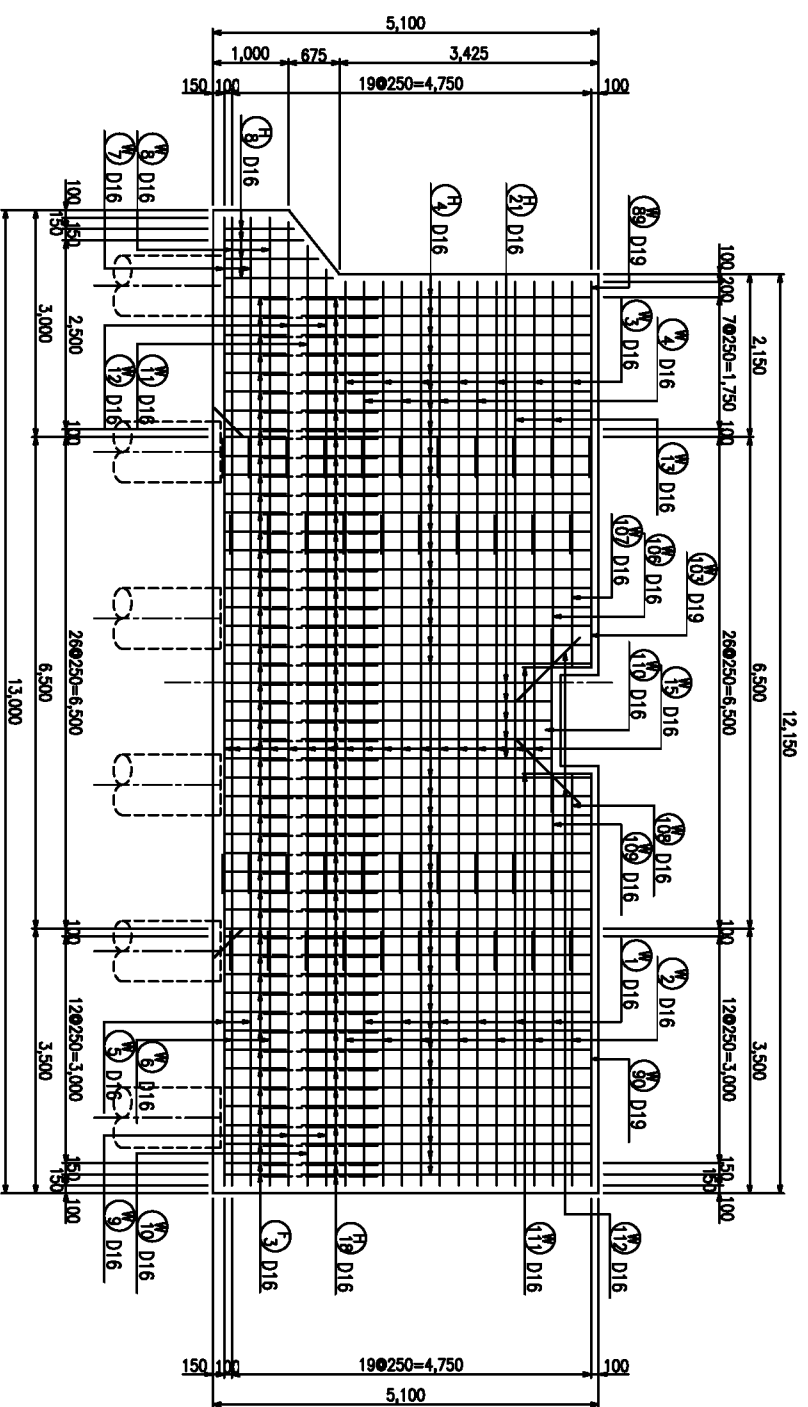 5,100
1,000 675 3,425
150 100 19@250=4,750 100
12,150
2,150 6,500 3,500
100 200 7@250=1,750 100 26@250=6,500 100 12@250=3,000 150 150 100
W 89 D19
W 3 D16
W 4 D16
W 13 D16
W 107 D16
W 106 D16
W 103 D19
W 110 D16
W 15 D16
W 108 D16
W 109 D16
W 1 D16
W 2 D16
W 90 D19
H 21 D16
H 4 D16
H 8 D16
W 112 D16
W 111 D16
H 18 D16
F 3 D16
W 8 D16
W 7 D16
W 11 D16
W 12 D16
W 6 D16
W 5 D16
W 10 D16
W 9 D16
100 150 150 2,500 100 26@250=6,500 100 12@250=3,000 150 150 100
3,000 6,500 3,500
13,000
150 100 19@250=4,750 100
5,100